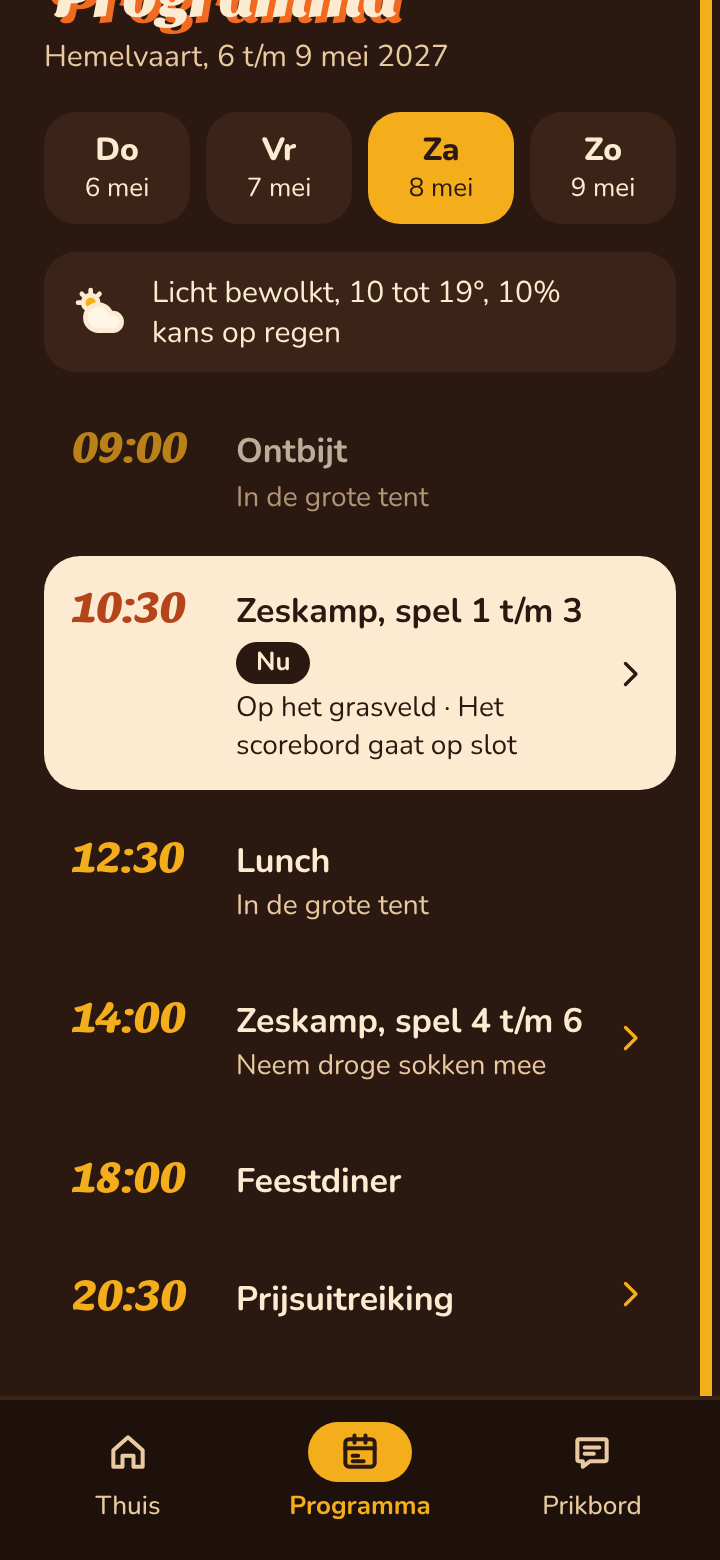 Programma
Hemelvaart, 6 t/m 9 mei 2027
Do
6 mei
Vr
7 mei
Za
8 mei
Zo
9 mei
Licht bewolkt, 10 tot 19°, 10%
kans op regen
09:00
Ontbijt
In de grote tent
10:30
Zeskamp, spel 1 t/m 3
Nu
Op het grasveld · Het
scorebord gaat op slot
12:30
Lunch
In de grote tent
14:00
Zeskamp, spel 4 t/m 6
Neem droge sokken mee
18:00
Feestdiner
20:30
Prijsuitreiking
Thuis
Programma
Prikbord